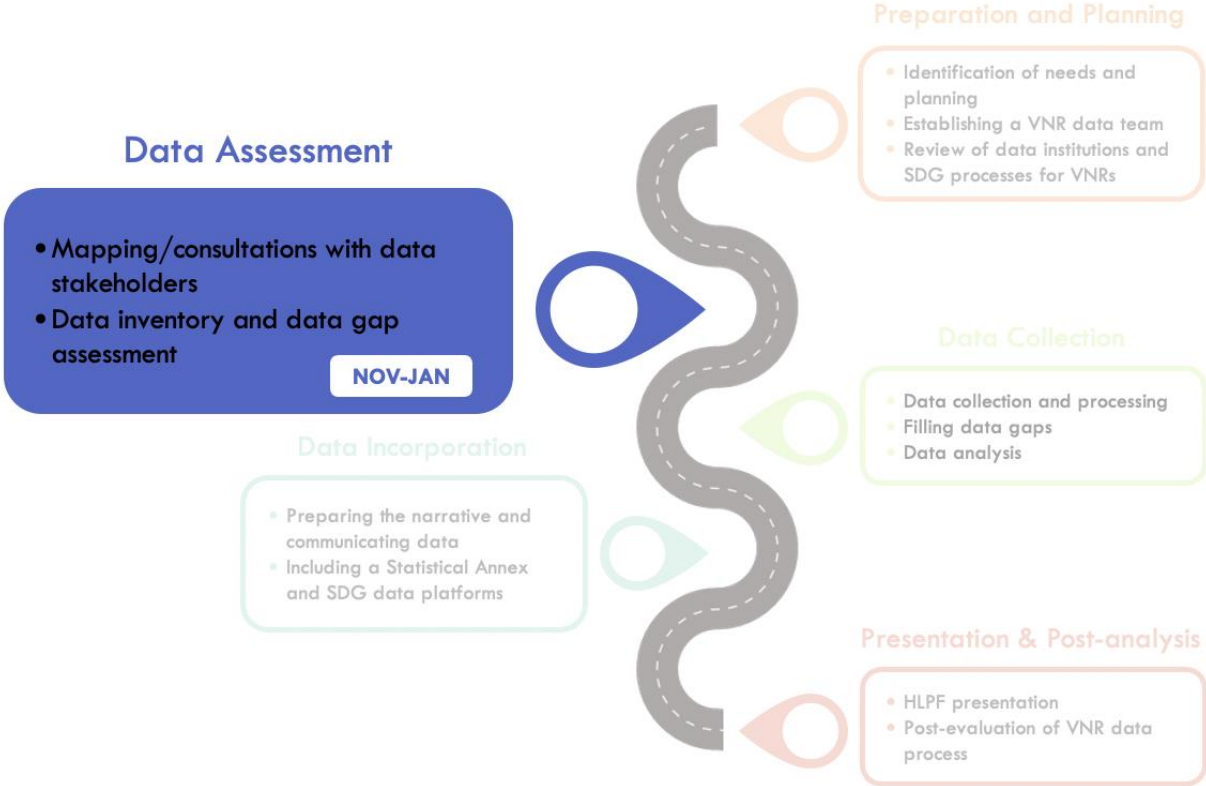 Preparation and Planning
• Identification of needs and
planning
• Establishing a VNR data team
• Review of data institutions and
SDG processes for VNRs
Data Assessment
• Mapping/consultations with data
stakeholders
• Data inventory and data gap
assessment
NOV-JAN
Data Collection
• Data collection and processing
• Filling data gaps
• Data analysis
Data Incorporation
• Preparing the narrative and
communicating data
• Including a Statistical Annex
and SDG data platforms
Presentation & Post-analysis
• HLPF presentation
• Post-evaluation of VNR data
process